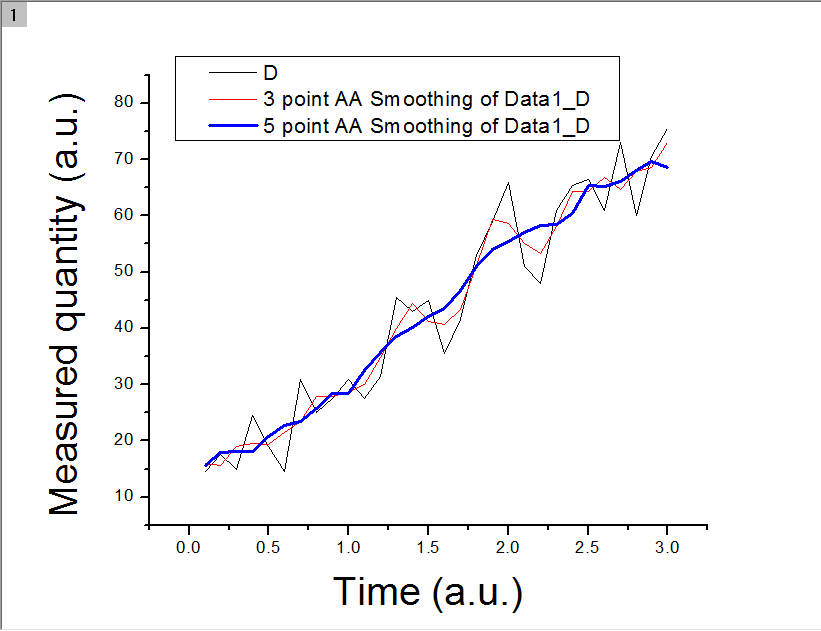 1
D
3 point AA Smoothing of Data1_D
5 point AA Smoothing of Data1_D
80
70
60
50
40
30
20
10
Measured quantity (a.u.)
0.0 0.5 1.0 1.5 2.0 2.5 3.0
Time (a.u.)